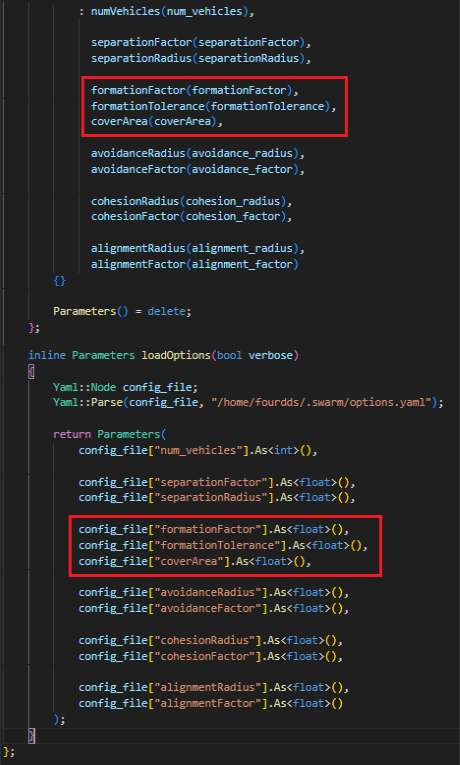 : numVehicles(num_vehicles),
separationFactor(separationFactor),
separationRadius(separationRadius),
formationFactor(formationFactor),
formationTolerance(formationTolerance),
coverArea(coverArea),
avoidanceRadius(avoidance_radius),
avoidanceFactor(avoidance_factor),
cohesionRadius(cohesion_radius),
cohesionFactor(cohesion_factor),
alignmentRadius(alignment_radius),
alignmentFactor(alignment_factor)
{}
Parameters() = delete;
};
inline Parameters loadOptions(bool verbose)
{
Yaml::Node config_file;
Yaml::Parse(config_file, "/home/fourdds/.swarm/options.yaml");
return Parameters(
config_file["num_vehicles"].As<int>(),
config_file["separationFactor"].As<float>(),
config_file["separationRadius"].As<float>(),
config_file["formationFactor"].As<float>(),
config_file["formationTolerance"].As<float>(),
config_file["coverArea"].As<float>(),
config_file["avoidanceRadius"].As<float>(),
config_file["avoidanceFactor"].As<float>(),
config_file["cohesionRadius"].As<float>(),
config_file["cohesionFactor"].As<float>(),
config_file["alignmentRadius"].As<float>(),
config_file["alignmentFactor"].As<float>()
);
}
};